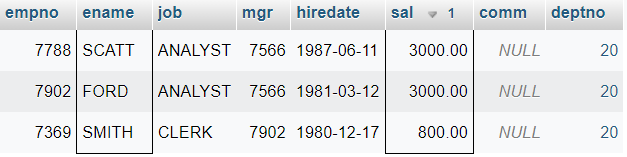 empno ename job mgr hiredate sal 1 comm deptno
7788 SCATT ANALYST 7566 1987-06-11 3000.00 NULL 20
7902 FORD ANALYST 7566 1981-03-12 3000.00 NULL 20
7369 SMITH CLERK 7902 1980-12-17 800.00 NULL 20